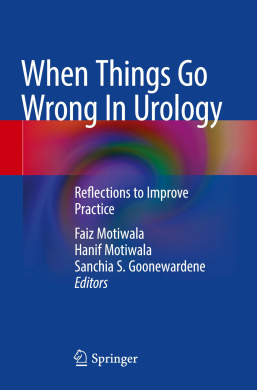 When Things Go
Wrong In Urology
Reflections to Improve
Practice
Faiz Motiwala
Hanif Motiwala
Sanchia S. Goonewardene
Editors
Springer